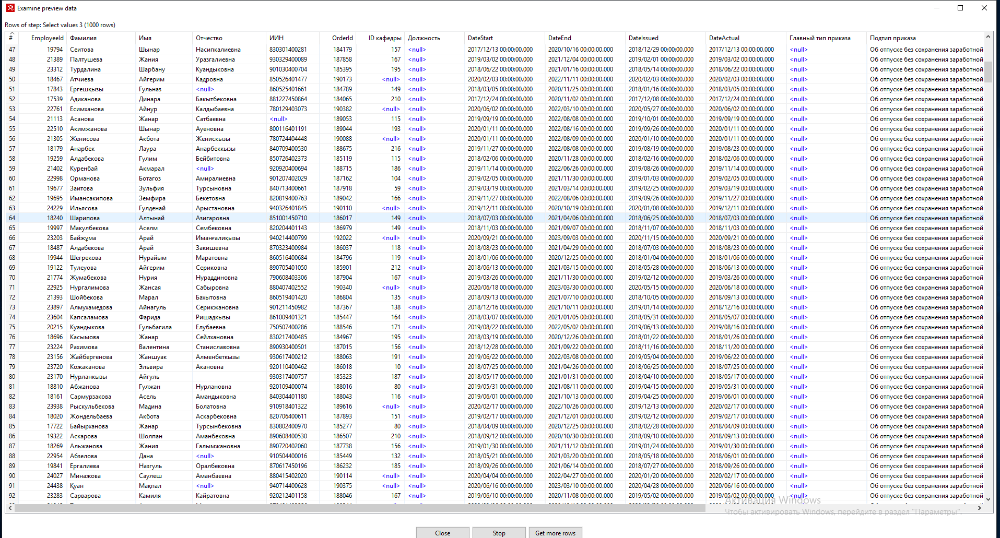 Examine preview data
Rows of step: Select values 3 (1000 rows)
# EmployeeId Фамилия Имя Отчество ИИН OrderId ID кафедры Должность DateStart DateEnd DateIssued DateActual Главный тип приказа Подтип приказа
47 19794 Сеитова Шынар Насипкалиевна 830301400281 184179 157 <null> 2017/12/13 00:00:00.000 2020/10/16 00:00:00.000 2018/12/29 00:00:00.000 2017/12/13 00:00:00.000 <null> Об отпуске без сохранения заработной
48 21389 Палтушева Жания Уразгалиевна 930329400089 187858 167 <null> 2019/03/02 00:00:00.000 2021/12/04 00:00:00.000 2019/02/01 00:00:00.000 2019/03/02 00:00:00.000 <null> Об отпуске без сохранения заработной
49 23312 Турдалина Шарбану Куандыковна 901030400704 185395 195 <null> 2018/06/22 00:00:00.000 2021/01/16 00:00:00.000 2018/05/14 00:00:00.000 2018/06/22 00:00:00.000 <null> Об отпуске без сохранения заработной
50 18467 Атчиева Айгерим Кадровна 850526401477 190173 <null> <null> 2020/02/03 00:00:00.000 2022/11/11 00:00:00.000 2020/02/03 00:00:00.000 2020/02/03 00:00:00.000 <null> Об отпуске без сохранения заработной
51 17843 Ергешқызы Гульназ <null> 860525401661 184789 149 <null> 2018/03/05 00:00:00.000 2020/11/25 00:00:00.000 2018/01/16 00:00:00.000 2018/03/05 00:00:00.000 <null> Об отпуске без сохранения заработной
52 17539 Адиканова Динара Бакытбековна 881227450864 184065 210 <null> 2017/12/24 00:00:00.000 2020/11/02 00:00:00.000 2017/12/08 00:00:00.000 2017/12/24 00:00:00.000 <null> Об отпуске без сохранения заработной
53 22761 Есимханова Айнур Калдыбаевна 780129403073 190382 <null> <null> 2020/06/02 00:00:00.000 2022/03/10 00:00:00.000 2020/05/27 00:00:00.000 2020/06/02 00:00:00.000 <null> Об отпуске без сохранения заработной
54 21113 Асанова Жанар Сатбаевна <null> 189053 115 <null> 2019/09/19 00:00:00.000 2022/08/08 00:00:00.000 2019/10/01 00:00:00.000 2019/09/19 00:00:00.000 <null> Об отпуске без сохранения заработной
55 22510 Акимжанова Шынар Ауеновна 800116401191 189044 193 <null> 2020/01/11 00:00:00.000 2022/08/16 00:00:00.000 2019/09/26 00:00:00.000 2020/01/11 00:00:00.000 <null> Об отпуске без сохранения заработной
56 21305 Женисова Акбота Женискызы 780724404448 190088 <null> <null> 2020/01/11 00:00:00.000 2022/08/09 00:00:00.000 2020/01/10 00:00:00.000 2020/01/11 00:00:00.000 <null> Об отпуске без сохранения заработной
57 18179 Анарбек Лаура Анарбеккызы 840709400530 188675 216 <null> 2019/11/27 00:00:00.000 2022/08/08 00:00:00.000 2019/08/19 00:00:00.000 2019/08/23 00:00:00.000 <null> Об отпуске без сохранения заработной
58 19259 Алдабекова Гулим Бейбитовна 850726402373 185119 115 <null> 2018/02/06 00:00:00.000 2020/11/28 00:00:00.000 2018/02/16 00:00:00.000 2018/02/06 00:00:00.000 <null> Об отпуске без сохранения заработной
59 21402 Куренбай Акмарал <null> 920920400694 188715 186 <null> 2019/11/14 00:00:00.000 2022/06/26 00:00:00.000 2019/08/26 00:00:00.000 2019/11/14 00:00:00.000 <null> Об отпуске без сохранения заработной
60 22998 Орманова Ботагоз Амиралиевна 901207402029 187162 104 <null> 2019/02/05 00:00:00.000 2021/11/30 00:00:00.000 2019/01/03 00:00:00.000 2019/02/05 00:00:00.000 <null> Об отпуске без сохранения заработной
61 19677 Заитова Зульфия Турсыновна 840713400661 187918 59 <null> 2019/03/19 00:00:00.000 2021/03/14 00:00:00.000 2019/02/25 00:00:00.000 2019/03/19 00:00:00.000 <null> Об отпуске без сохранения заработной
62 19695 Имансакипова Земфира Бекетовна 820819400763 189042 166 <null> 2019/11/27 00:00:00.000 2022/08/06 00:00:00.000 2019/09/26 00:00:00.000 2019/11/27 00:00:00.000 <null> Об отпуске без сохранения заработной
63 24229 Ильясова Гулденай Арыстановна 940326401845 190110 <null> <null> 2019/12/11 00:00:00.000 2020/10/19 00:00:00.000 2020/01/08 00:00:00.000 2019/12/11 00:00:00.000 <null> Об отпуске без сохранения заработной
64 18240 Шарипова Алтынай Азигаровна 851001450710 186017 149 <null> 2018/07/03 00:00:00.000 2021/04/06 00:00:00.000 2018/06/25 00:00:00.000 2018/07/03 00:00:00.000 <null> Об отпуске без сохранения заработной
65 19997 Макулбекова Аселм Сембековна 820204401143 186979 149 <null> 2018/11/03 00:00:00.000 2021/09/07 00:00:00.000 2018/11/07 00:00:00.000 2018/11/03 00:00:00.000 <null> Об отпуске без сохранения заработной
66 23203 Байжұма Арай Иманғалиқызы 940214400799 192022 <null> <null> 2020/09/21 00:00:00.000 2023/09/03 00:00:00.000 2020/11/15 00:00:00.000 2020/09/21 00:00:00.000 <null> Об отпуске без сохранения заработной
67 18487 Алдабекова Арай Закишевна 870323400984 186037 118 <null> 2018/08/23 00:00:00.000 2021/04/29 00:00:00.000 2018/07/03 00:00:00.000 2018/08/23 00:00:00.000 <null> Об отпуске без сохранения заработной
68 19944 Шегрекова Нурайым Маратовна 860516400684 184796 119 <null> 2018/01/06 00:00:00.000 2020/12/25 00:00:00.000 2018/01/04 00:00:00.000 2018/01/06 00:00:00.000 <null> Об отпуске без сохранения заработной
69 19122 Тулеуова Айгерим Сериковна 890705401050 185901 212 <null> 2018/06/13 00:00:00.000 2021/03/15 00:00:00.000 2018/05/28 00:00:00.000 2018/06/13 00:00:00.000 <null> Об отпуске без сохранения заработной
70 21774 Жумабекова Нурия Нураддиновна 790608403306 187904 167 <null> 2019/03/26 00:00:00.000 2021/11/30 00:00:00.000 2019/02/12 00:00:00.000 2019/03/26 00:00:00.000 <null> Об отпуске без сохранения заработной
71 22925 Нургалимова Жансая Сабыровна 880407402552 190340 <null> <null> 2020/06/18 00:00:00.000 2023/03/30 00:00:00.000 2020/05/15 00:00:00.000 2020/06/18 00:00:00.000 <null> Об отпуске без сохранения заработной
72 21393 Шойбекова Марал Бахытовна 860519401420 186804 135 <null> 2018/09/13 00:00:00.000 2021/07/10 00:00:00.000 2018/10/05 00:00:00.000 2018/09/13 00:00:00.000 <null> Об отпуске без сохранения заработной
73 23897 Алмухамедова Айнагуль Серикжановна 901211450982 187367 138 <null> 2018/12/16 00:00:00.000 2021/10/11 00:00:00.000 2019/01/14 00:00:00.000 2018/12/16 00:00:00.000 <null> Об отпуске без сохранения заработной
74 23604 Капсаламова Фарида Ришадкызы 861009401321 185447 164 <null> 2018/03/07 00:00:00.000 2021/01/05 00:00:00.000 2018/05/31 00:00:00.000 2018/05/07 00:00:00.000 <null> Об отпуске без сохранения заработной
75 20215 Куандыкова Гульбагила Елубаевна 750507400286 188546 171 <null> 2019/08/22 00:00:00.000 2022/05/02 00:00:00.000 2019/06/13 00:00:00.000 2019/08/16 00:00:00.000 <null> Об отпуске без сохранения заработной
76 18696 Касымова Жанар Сейлхановна 830217400485 184967 195 <null> 2018/03/19 00:00:00.000 2020/12/26 00:00:00.000 2018/01/22 00:00:00.000 2018/01/26 00:00:00.000 <null> Об отпуске без сохранения заработной
77 23224 Рахимова Валентина Станиславовна 890930400501 187015 156 <null> 2018/12/28 00:00:00.000 2021/09/22 00:00:00.000 2018/11/16 00:00:00.000 2018/11/20 00:00:00.000 <null> Об отпуске без сохранения заработной
78 23156 Жайбергенова Жаншуак Алменбеткызы 930617400212 188063 191 <null> 2019/06/22 00:00:00.000 2022/03/08 00:00:00.000 2019/05/04 00:00:00.000 2019/06/22 00:00:00.000 <null> Об отпуске без сохранения заработной
79 23720 Кожаканова Эльвира Акановна 920110400462 186018 10 <null> 2018/07/25 00:00:00.000 2021/04/26 00:00:00.000 2018/06/25 00:00:00.000 2018/07/25 00:00:00.000 <null> Об отпуске без сохранения заработной
80 23170 Нурланкызы Айгуль 930317400757 185323 187 <null> 2018/05/17 00:00:00.000 2021/01/31 00:00:00.000 2018/04/10 00:00:00.000 2018/05/17 00:00:00.000 <null> Об отпуске без сохранения заработной
81 18810 Абжанова Гулжан Нурлановна 920109400074 188016 80 <null> 2019/05/31 00:00:00.000 2021/08/11 00:00:00.000 2019/04/15 00:00:00.000 2019/05/31 00:00:00.000 <null> Об отпуске без сохранения заработной
82 18161 Сармурзакова Асель Амандыковна 840304401180 188043 116 <null> 2019/06/01 00:00:00.000 2021/10/13 00:00:00.000 2019/04/25 00:00:00.000 2019/06/01 00:00:00.000 <null> Об отпуске без сохранения заработной
83 23938 Рыскульбекова Мадина Болатовна 910918401322 189616 <null> <null> 2020/02/17 00:00:00.000 2022/10/26 00:00:00.000 2019/12/13 00:00:00.000 2020/02/17 00:00:00.000 <null> Об отпуске без сохранения заработной
84 18020 Жондельбаева Акбота Аскарбековна 820706400611 187893 151 <null> 2019/02/17 00:00:00.000 2021/12/01 00:00:00.000 2019/02/12 00:00:00.000 2019/02/17 00:00:00.000 <null> Об отпуске без сохранения заработной
85 17722 Байырханова Жанар Турсынбековна 830802400970 185277 80 <null> 2018/04/09 00:00:00.000 2020/12/25 00:00:00.000 2018/02/28 00:00:00.000 2018/04/09 00:00:00.000 <null> Об отпуске без сохранения заработной
86 19322 Аскарова Шолпан Аманбековна 890608400530 186507 210 <null> 2018/09/12 00:00:00.000 2020/10/30 00:00:00.000 2018/09/10 00:00:00.000 2018/09/13 00:00:00.000 <null> Об отпуске без сохранения заработной
87 18269 Альжанова Жания Галымжановна 890720402060 187738 156 <null> 2019/01/30 00:00:00.000 2021/11/12 00:00:00.000 2019/01/24 00:00:00.000 2019/01/30 00:00:00.000 <null> Об отпуске без сохранения заработной
88 22954 Абзелова Дана <null> 910504400016 185449 132 <null> 2018/05/21 00:00:00.000 2021/03/20 00:00:00.000 2018/05/18 00:00:00.000 2018/06/01 00:00:00.000 <null> Об отпуске без сохранения заработной
89 19841 Ергалиева Назгуль Оралбековна 870617450196 186232 185 <null> 2018/09/26 00:00:00.000 2021/06/14 00:00:00.000 2018/07/27 00:00:00.000 2018/09/26 00:00:00.000 <null> Об отпуске без сохранения заработной
90 24027 Минажова Саулеш Аманбаевна 880415402020 190114 <null> <null> 2020/04/04 00:00:00.000 2022/04/27 00:00:00.000 2020/01/20 00:00:00.000 2020/02/17 00:00:00.000 <null> Об отпуске без сохранения заработной
91 24438 Қуан Мақпал <null> 940714400628 190375 <null> <null> 2020/06/16 00:00:00.000 2023/03/10 00:00:00.000 2020/04/28 00:00:00.000 2020/06/16 00:00:00.000 <null> Об отпуске без сохранения заработной
92 23283 Сарварова Камиля Кайратовна 920212401158 188046 167 <null> 2019/06/10 00:00:00.000 2020/11/08 00:00:00.000 2019/05/02 00:00:00.000 2019/05/02 00:00:00.000 <null> Об отпуске без сохранения заработной
Активация Windows
Чтобы активировать Windows, перейдите в раздел "Параметры".
Close Stop Get more rows